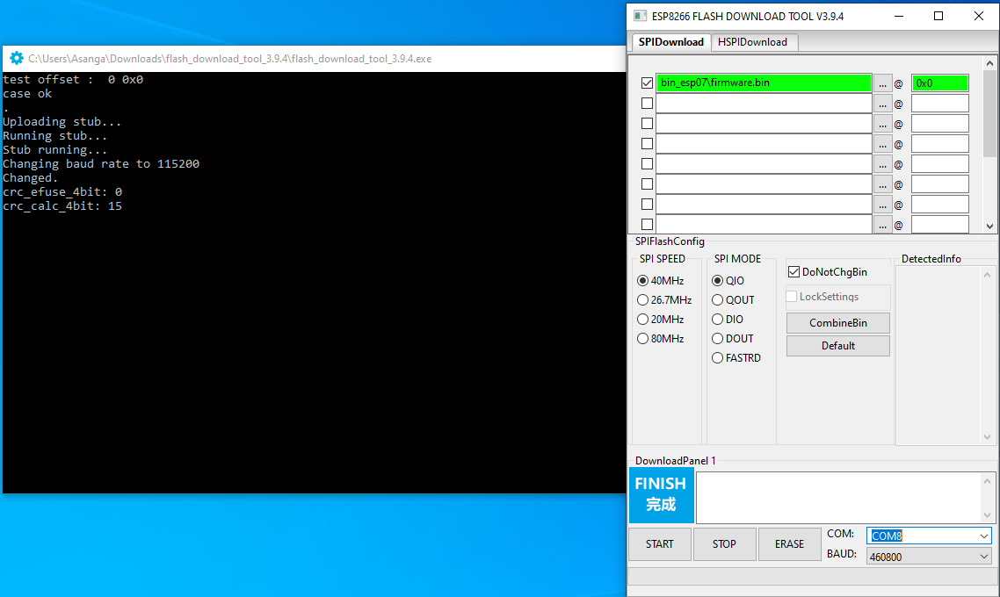 C:\Users\Asanga\Downloads\flash_download_tool_3.9.4\flash_download_tool_3.9.4.exe
test offset :  0 0x0
case ok
.
Uploading stub...
Running stub...
Stub running...
Changing baud rate to 115200
Changed.
crc_efuse_4bit: 0
crc_calc_4bit: 15
ESP8266 FLASH DOWNLOAD TOOL V3.9.4
SPIDownload HSPIDownload
bin_esp07\firmware.bin ... @ 0x0
... @
... @
... @
... @
... @
... @
... @
SPIFlashConfig
SPI SPEED
40MHz
26.7MHz
20MHz
80MHz
SPI MODE
QIO
QOUT
DIO
DOUT
FASTRD
DoNotChgBin
LockSettings
CombineBin
Default
DetectedInfo
DownloadPanel 1
FINISH
完成
START STOP ERASE
COM: COM8
BAUD: 460800